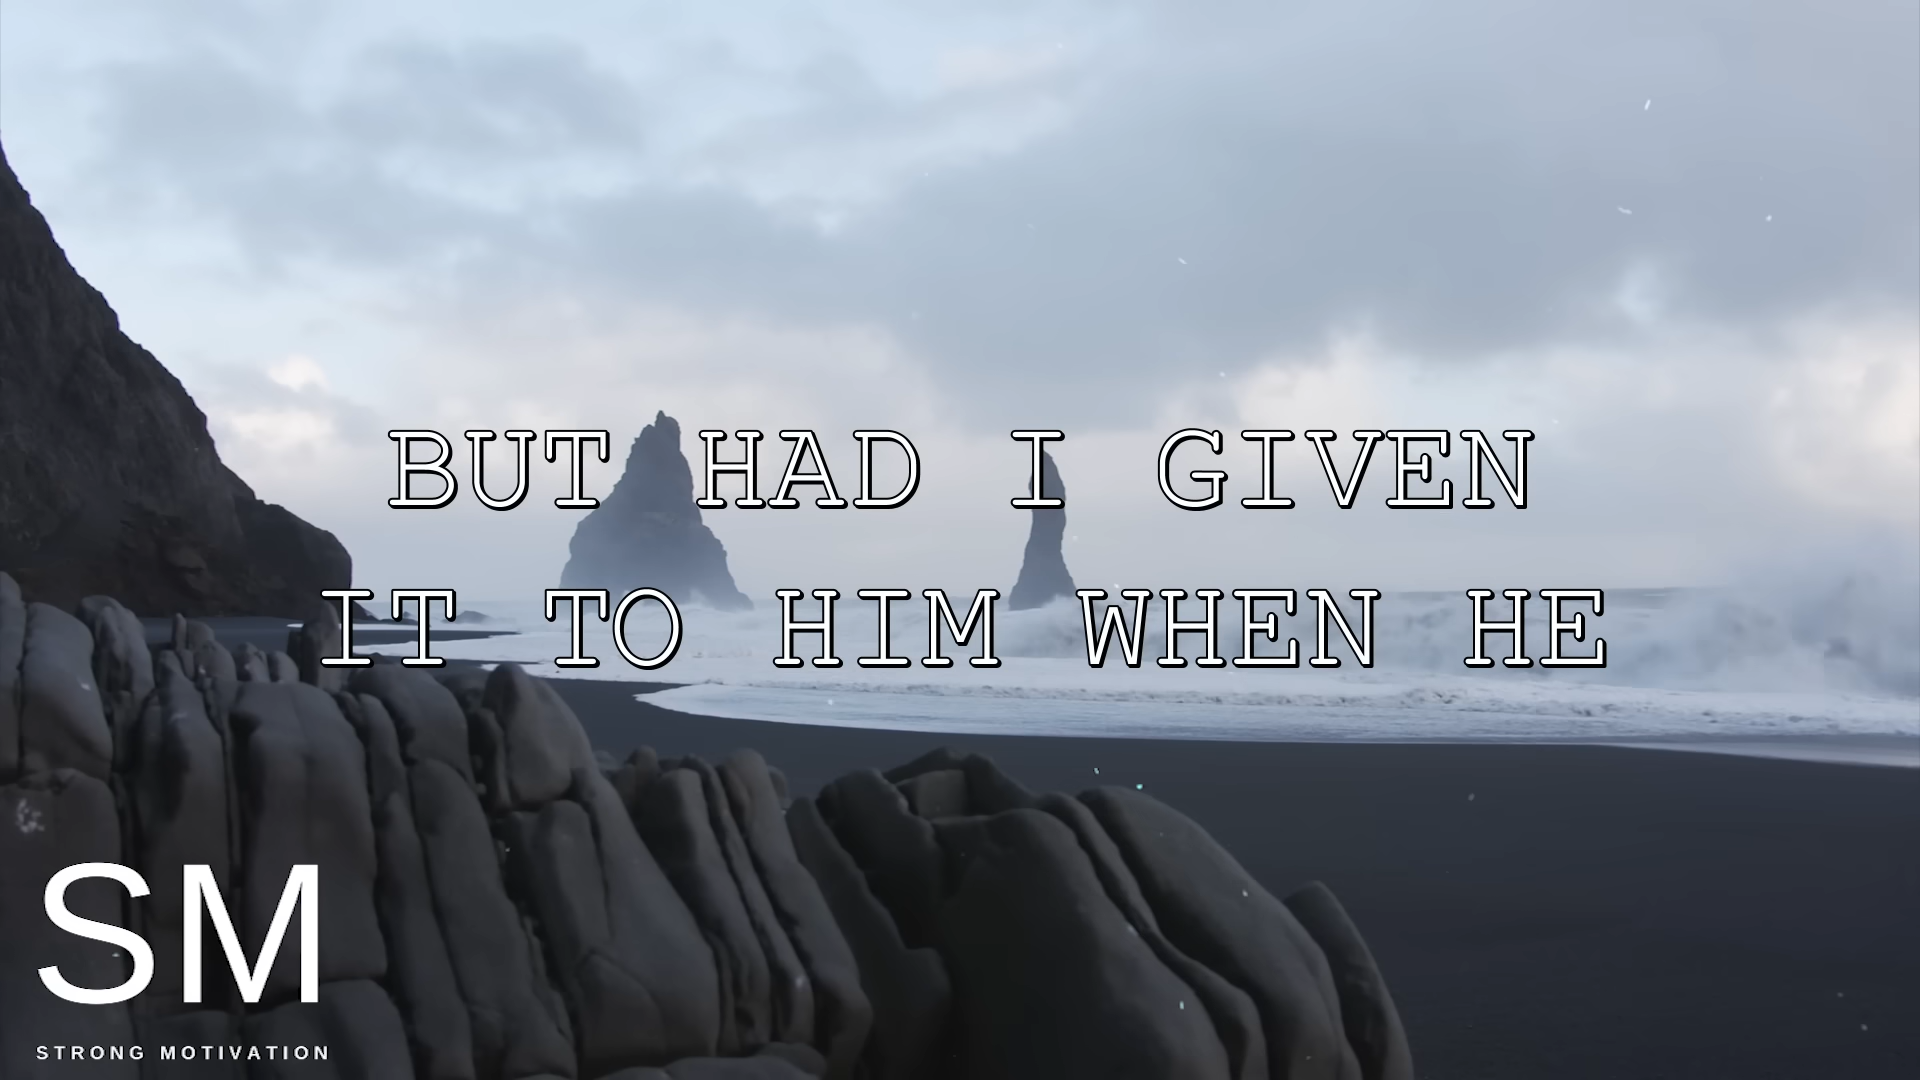 BUT HAD I GIVEN
IT TO HIM WHEN HE
SM
STRONG MOTIVATION